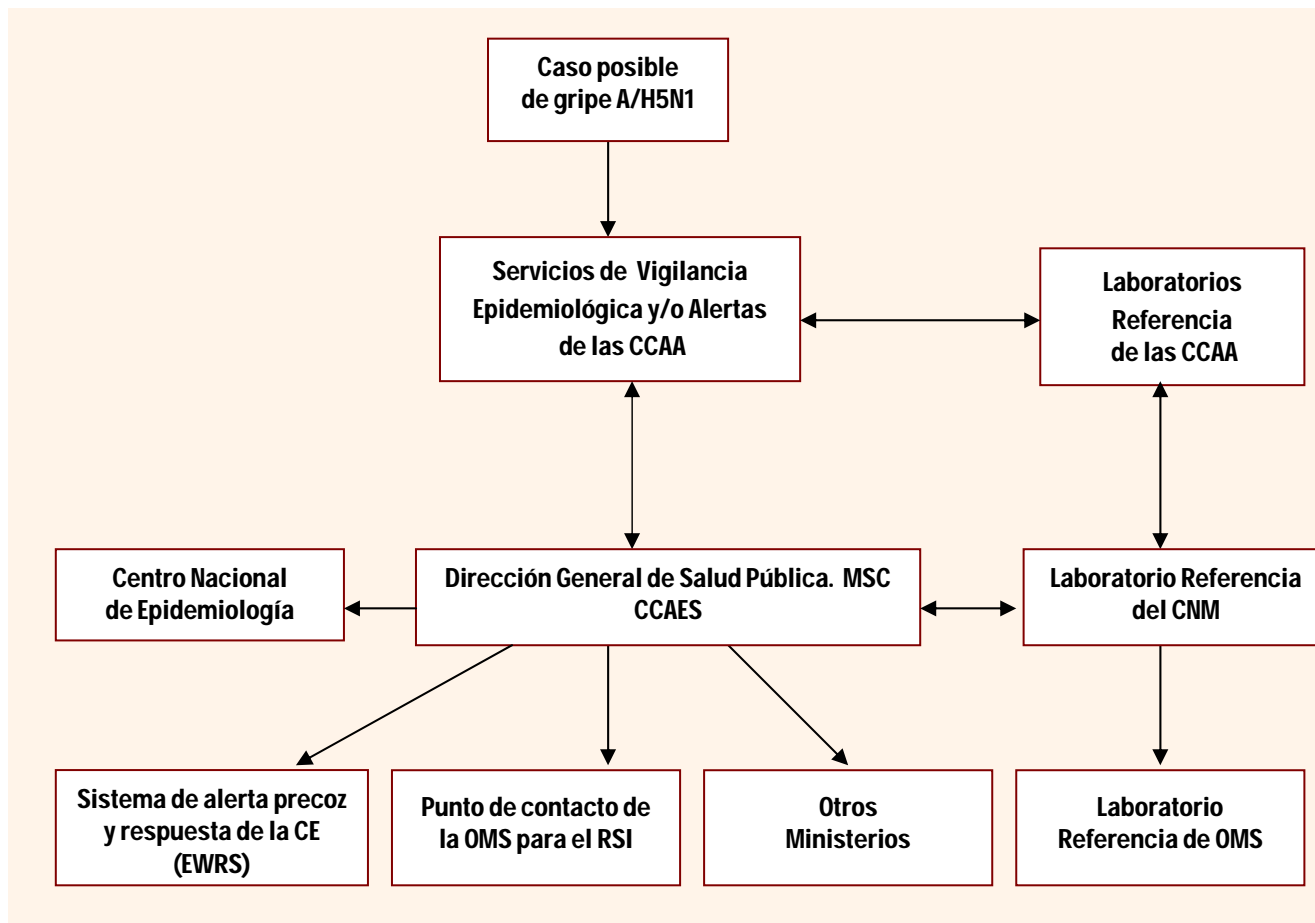 Caso posible
de gripe A/H5N1
Servicios de Vigilancia
Epidemiológica y/o Alertas
de las CCAA
Laboratorios
Referencia
de las CCAA
Centro Nacional
de Epidemiología
Dirección General de Salud Pública. MSC
CCAES
Laboratorio Referencia
del CNM
Sistema de alerta precoz
y respuesta de la CE
(EWRS)
Punto de contacto de
la OMS para el RSI
Otros
Ministerios
Laboratorio
Referencia de OMS